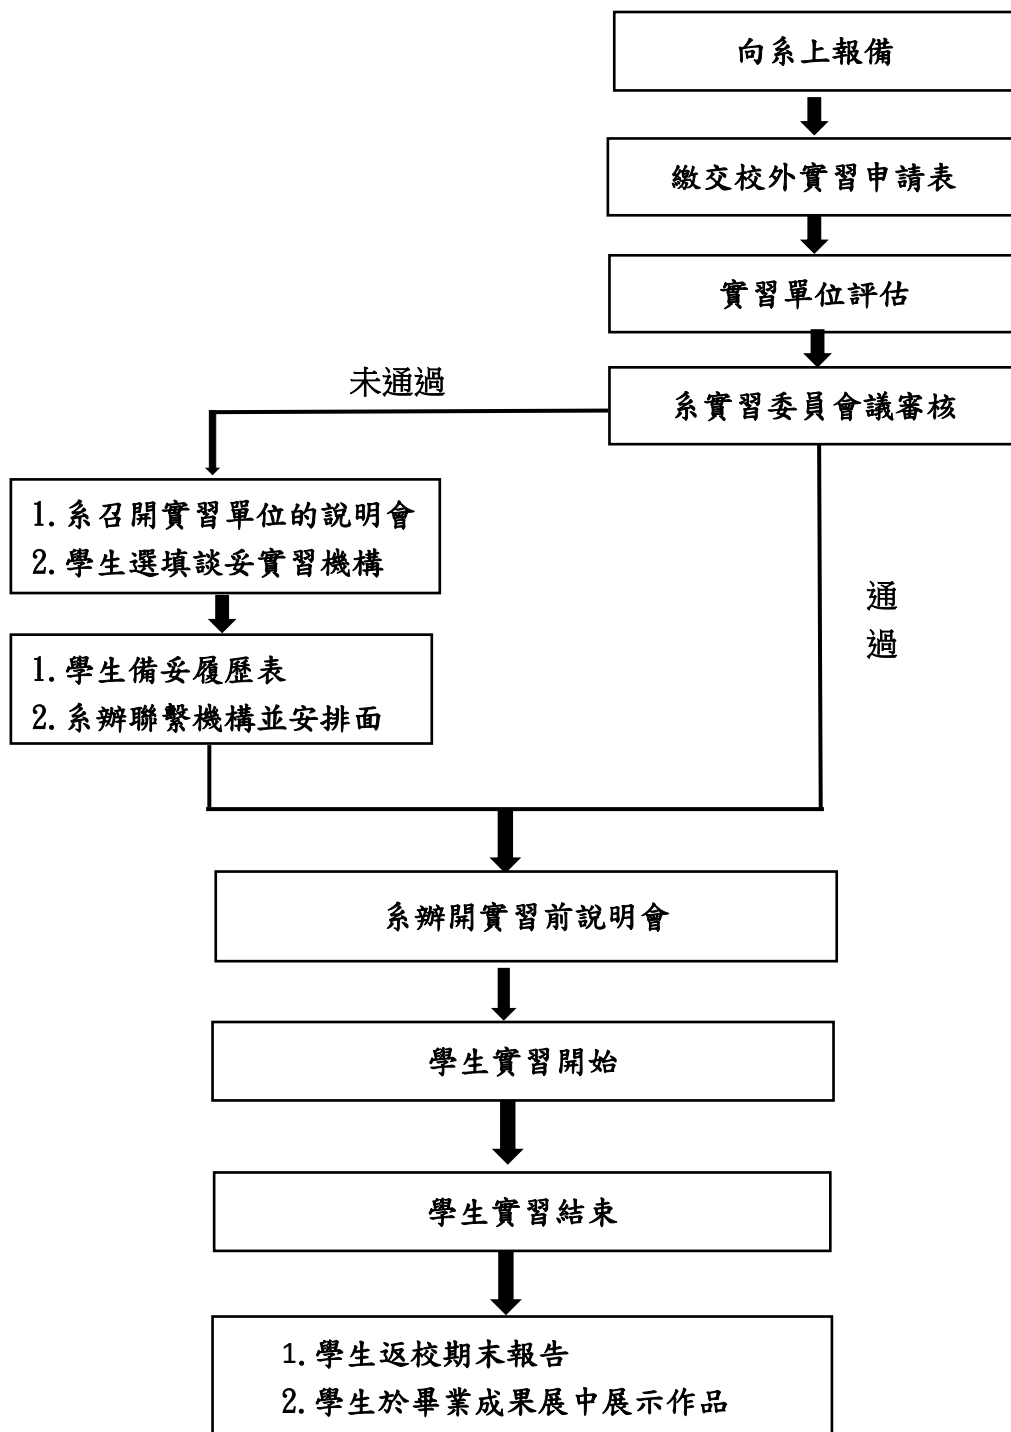 向系上報備
繳交校外實習申請表
實習單位評估
系實習委員會議審核
未通過
1.系召開實習單位的說明會
2.學生選填談妥實習機構
通
過
1.學生備妥履歷表
2.系辦聯繫機構並安排面
系辦開實習前說明會
學生實習開始
學生實習結束
1.學生返校期末報告
2.學生於畢業成果展中展示作品